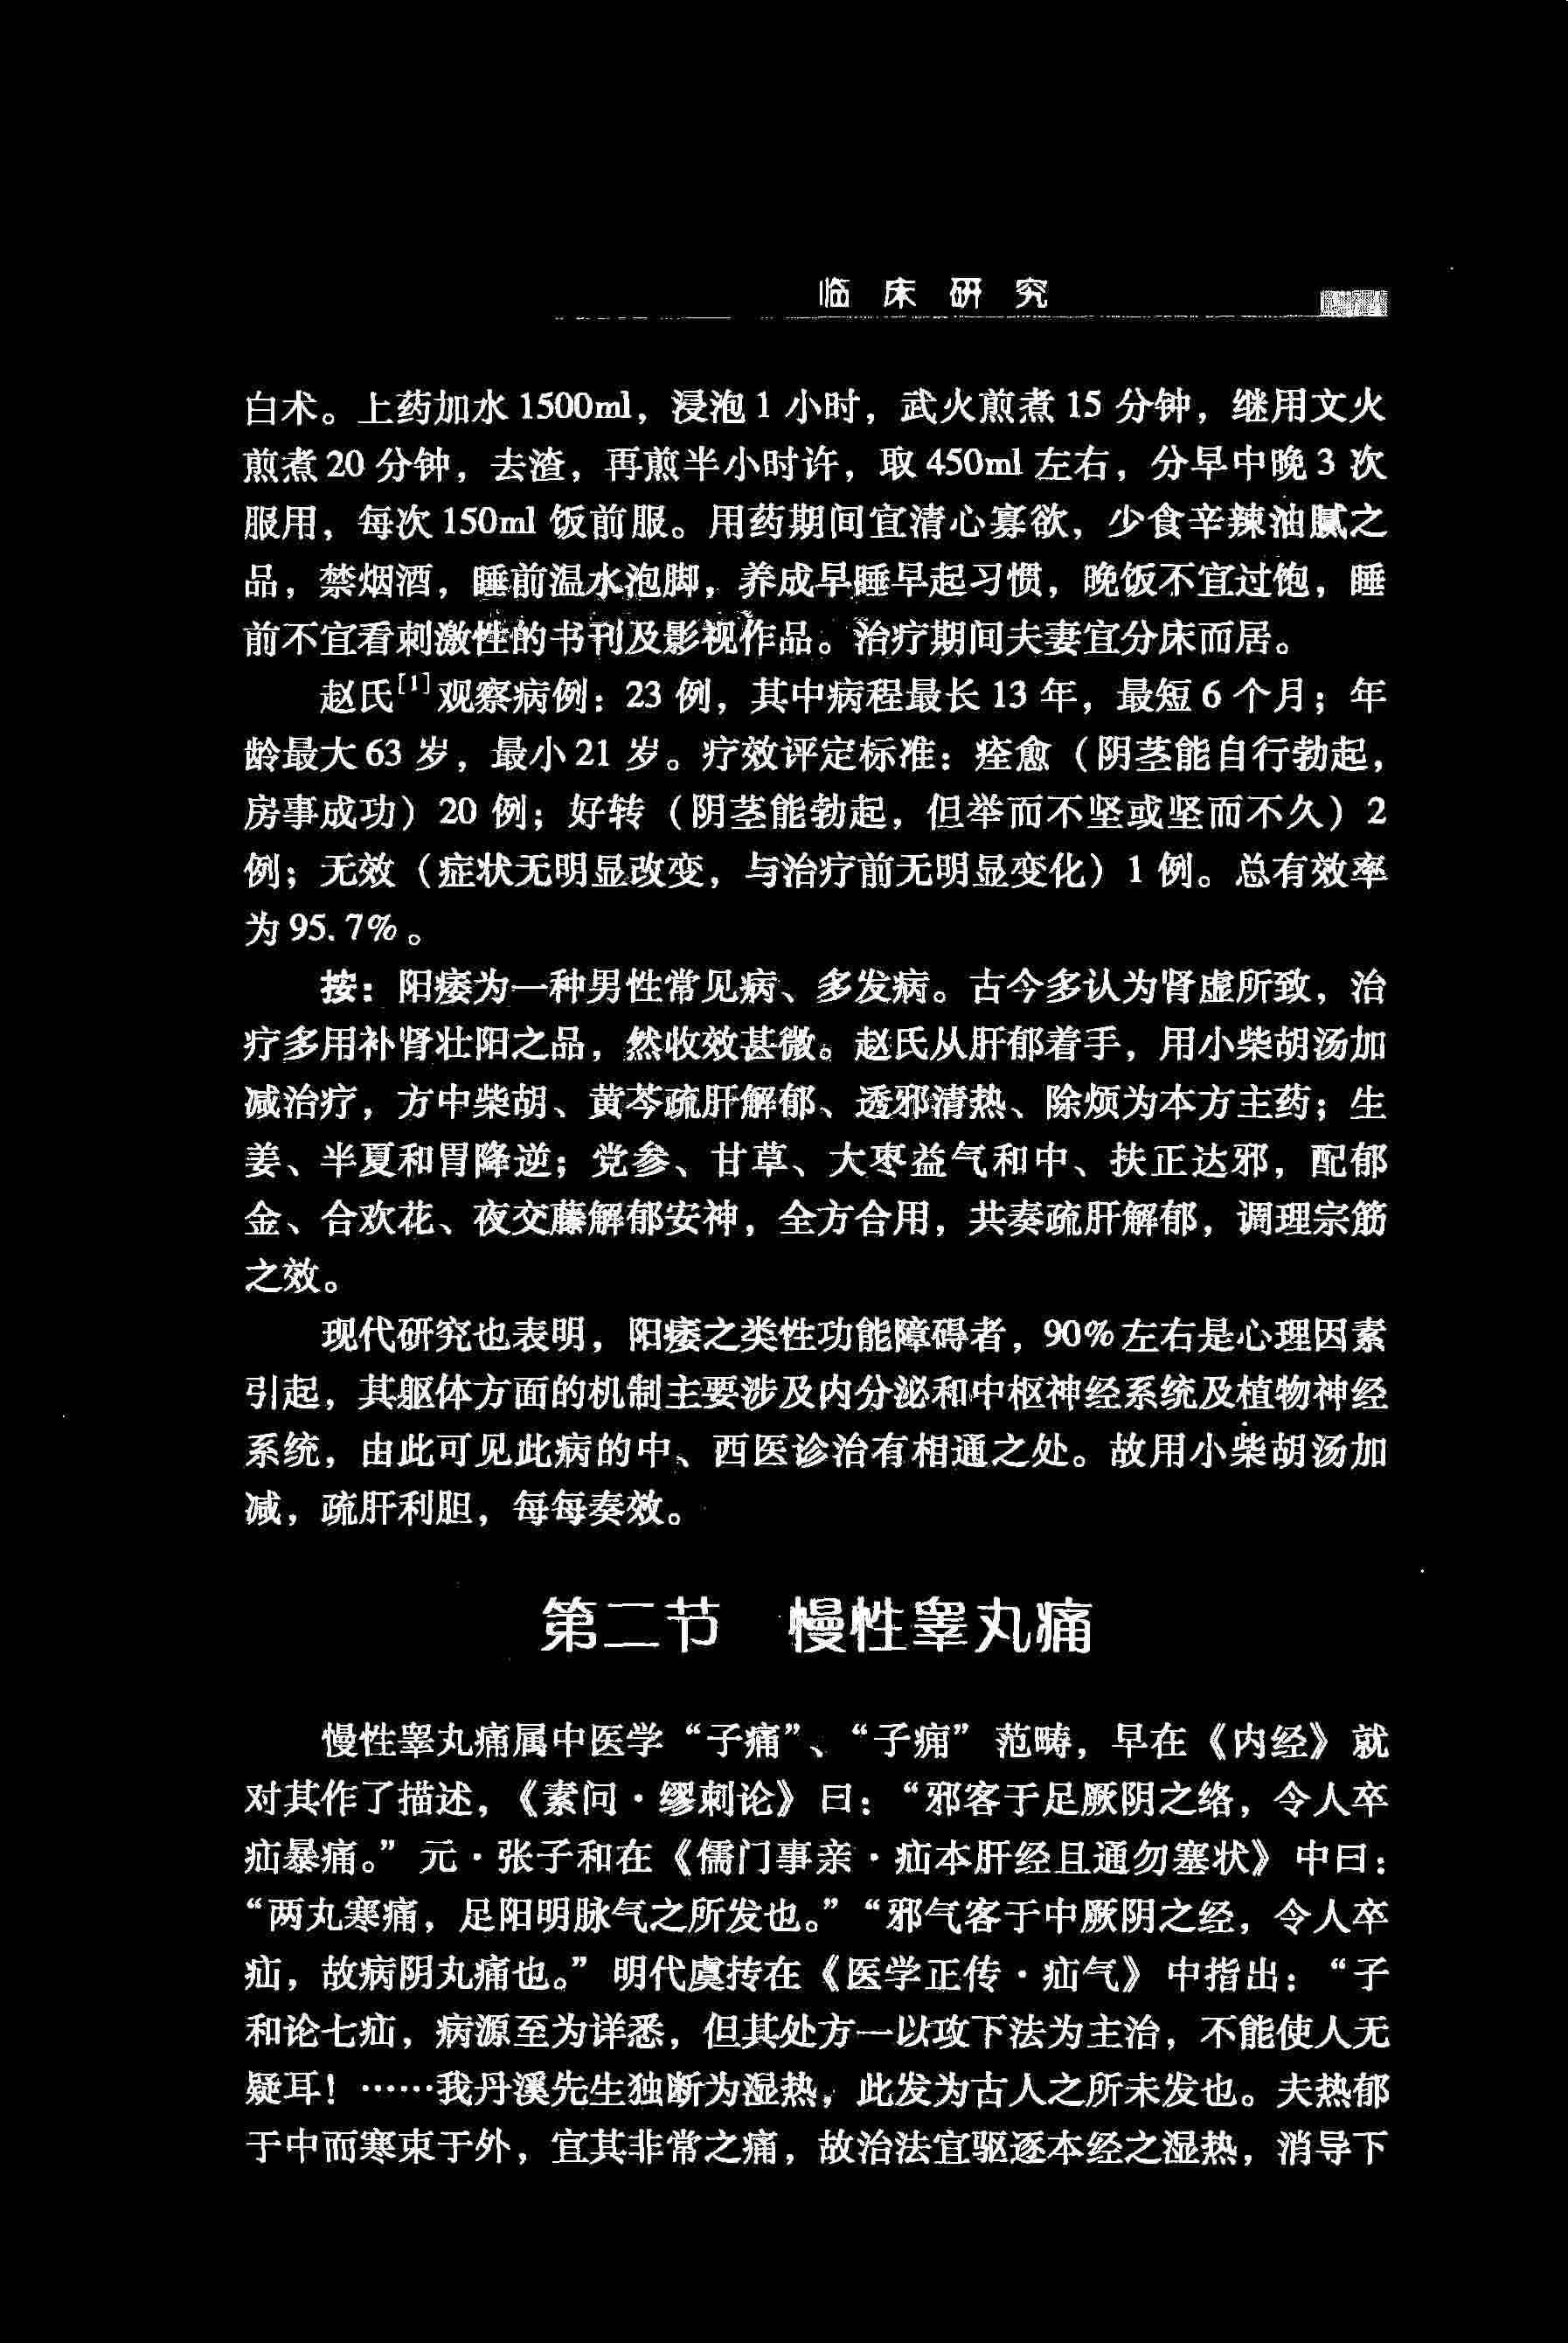 临床研究
白术。上药加水1500ml，浸泡1小时，武火煎煮15分钟，继用文火
煎煮20分钟，去渣，再煎半小时许，取450ml左右，分早中晚3次
服用，每次150ml饭前服。用药期间宜清心寡欲，少食辛辣油腻之
品，禁烟酒，睡前温水泡脚，养成早睡早起习惯，晚饭不宜过饱，睡
前不宜看刺激性的书刊及影视作品。治疗期间夫妻宜分床而居。
赵氏[1]观察病例：23例，其中病程最长13年，最短6个月；年
龄最大63岁，最小21岁。疗效评定标准：痊愈（阴茎能自行勃起，
房事成功）20例；好转（阴茎能勃起，但举而不坚或坚而不久）2
例；无效（症状无明显改变，与治疗前无明显变化）1例。总有效率
为95.7%。
按：阳痿为一种男性常见病、多发病。古今多认为肾虚所致，治
疗多用补肾壮阳之品，然收效甚微。赵氏从肝郁着手，用小柴胡汤加
减治疗，方中柴胡、黄芩疏肝解郁、透邪清热、除烦为本方主药；生
姜、半夏和胃降逆；党参、甘草、大枣益气和中、扶正达邪，配郁
金、合欢花、夜交藤解郁安神，全方合用，共奏疏肝解郁，调理宗筋
之效。
现代研究也表明，阳痿之类性功能障碍者，90%左右是心理因素
引起，其躯体方面的机制主要涉及内分泌和中枢神经系统及植物神经
系统，由此可见此病的中、西医诊治有相通之处。故用小柴胡汤加
减，疏肝利胆，每每奏效。
第二节 慢性睾丸痛
慢性睾丸痛属中医学“子痛”、“子痈”范畴，早在《内经》就
对其作了描述，《素问·缪刺论》曰：“邪客于足厥阴之络，令人卒
疝暴痛。”元·张子和在《儒门事亲·疝本肝经且通勿塞状》中曰：
“两丸寒痛，足阳明脉气之所发也。”“邪气客于中厥阴之经，令人卒
疝，故病阴丸痛也。”明代虞抟在《医学正传·疝气》中指出：“子
和论七疝，病源至为详悉，但其处方一以攻下法为主治，不能使人无
疑耳！……我丹溪先生独断为湿热，此发为古人之所未发也。夫热郁
于中而寒束于外，宜其非常之痛，故治法宜驱逐本经之湿热，消导下